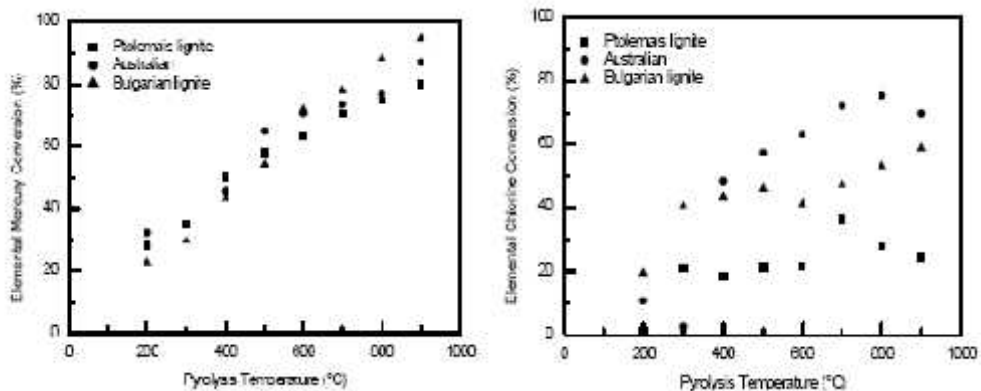 100
80
60
40
20
0
Elemental Mercury Conversion (%)
Ptolemais lignite
Australian
Bulgarian lignite
0 200 400 600 800 1000
Pyrolysis Temperature (°C)
100
80
60
40
20
0
Elemental Chlorine Conversion (%)
Ptolemais lignite
Australian
Bulgarian lignite
0 200 400 600 800 1000
Pyrolysis Temperature (°C)